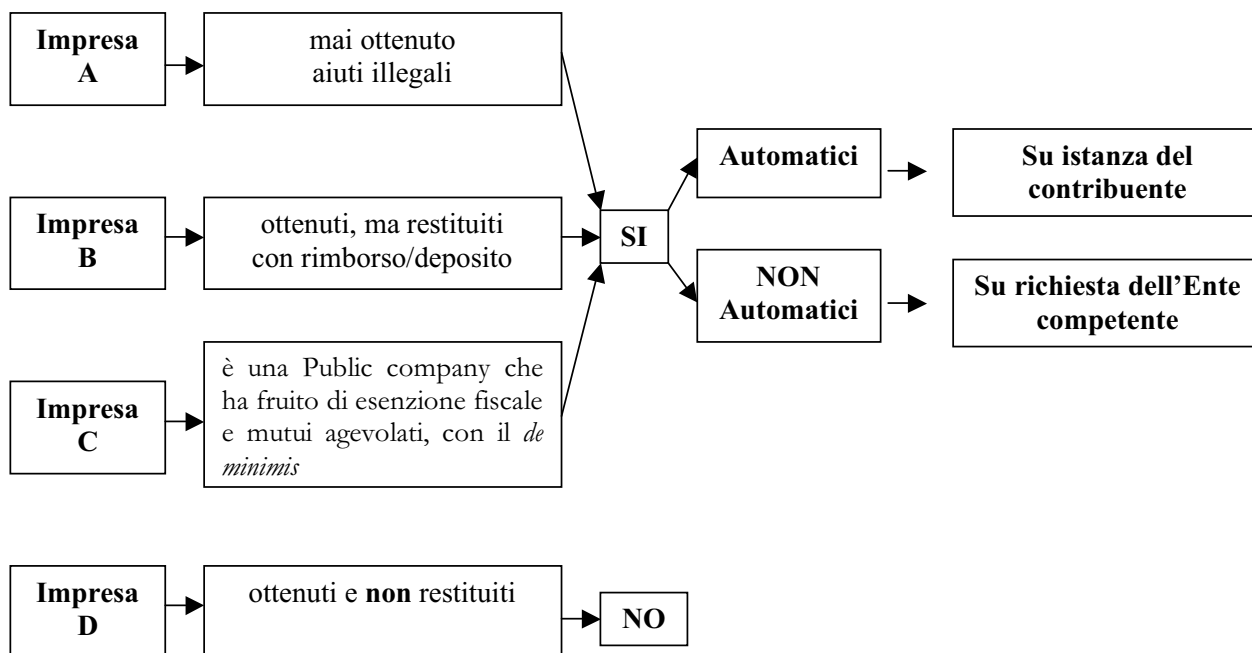 Impresa
A
mai ottenuto
aiuti illegali
Impresa
B
ottenuti, ma restituiti
con rimborso/deposito
Impresa
C
è una Public company che
ha fruito di esenzione fiscale
e mutui agevolati, con il de
minimis
SI
Automatici
Su istanza del
contribuente
NON
Automatici
Su richiesta dell’Ente
competente
Impresa
D
ottenuti e non restituiti
NO